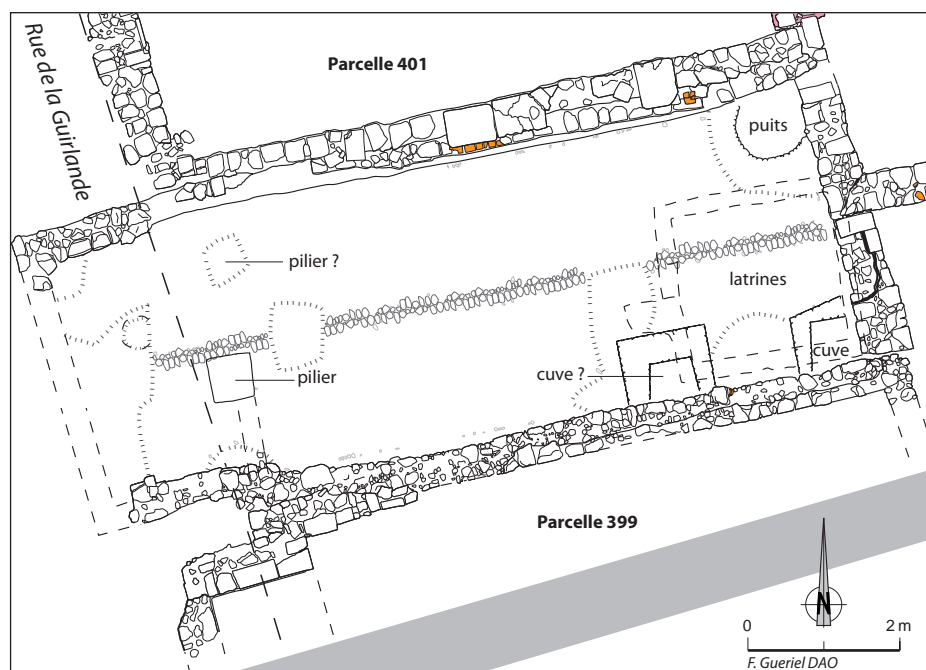 Rue de la Guirlande
Parcelle 401
puits
pilier ?
latrines
pilier
cuve ?
cuve
Parcelle 399
N
0 2 m
F. Gueriel DAO